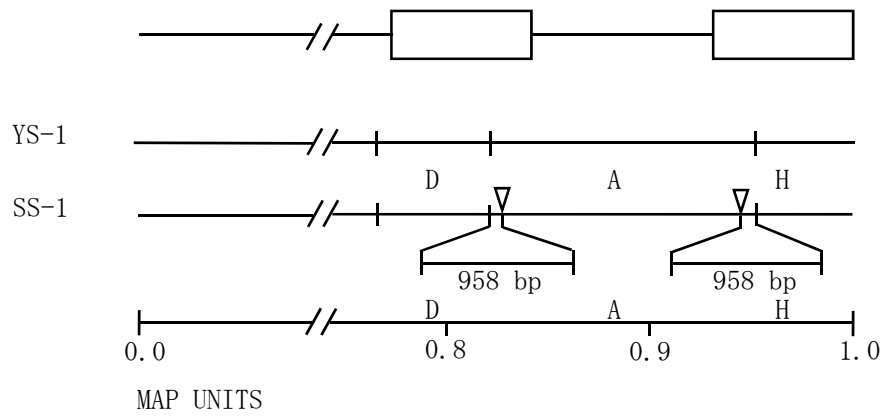 YS-1
D A H
SS-1
958 bp 958 bp
D A H
0.0 0.8 0.9 1.0
MAP UNITS